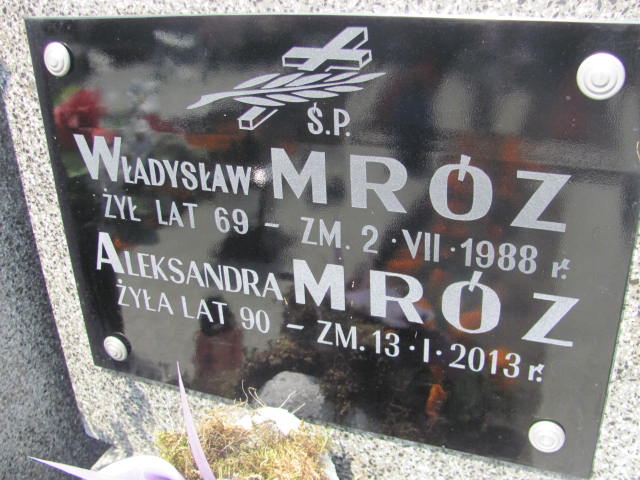 Ś.P.
WŁADYSŁAW MRÓZ
ŻYŁ LAT 69 - ZM. 2·VII·1988 r.
ALEKSANDRA MRÓZ
ŻYŁA LAT 90 - ZM. 13·I·2013 r.